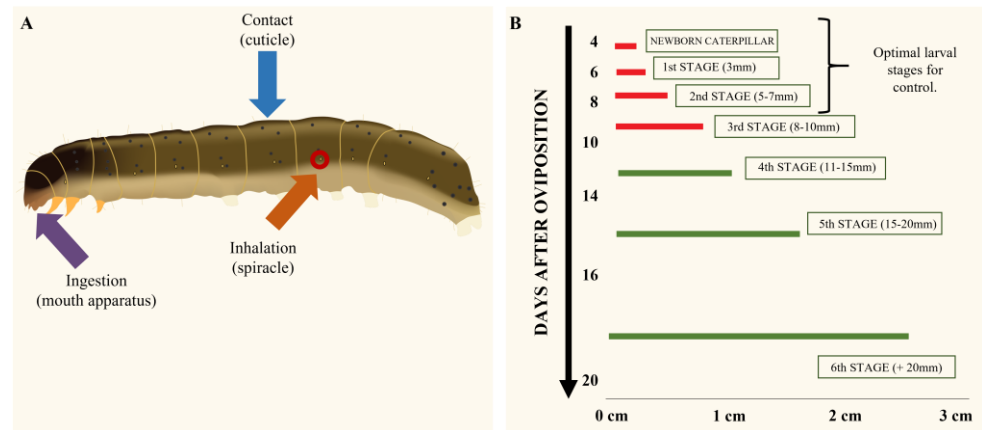 A
Contact
(cuticle)
Inhalation
(spiracle)
Ingestion
(mouth apparatus)
B
DAYS AFTER OVIPOSITION
4
NEWBORN CATERPILLAR
6
1st STAGE (3mm)
8
2nd STAGE (5-7mm)
Optimal larval
stages for
control.
3rd STAGE (8-10mm)
10
4th STAGE (11-15mm)
14
5th STAGE (15-20mm)
16
6th STAGE (+ 20mm)
20
0 cm
1 cm
2 cm
3 cm